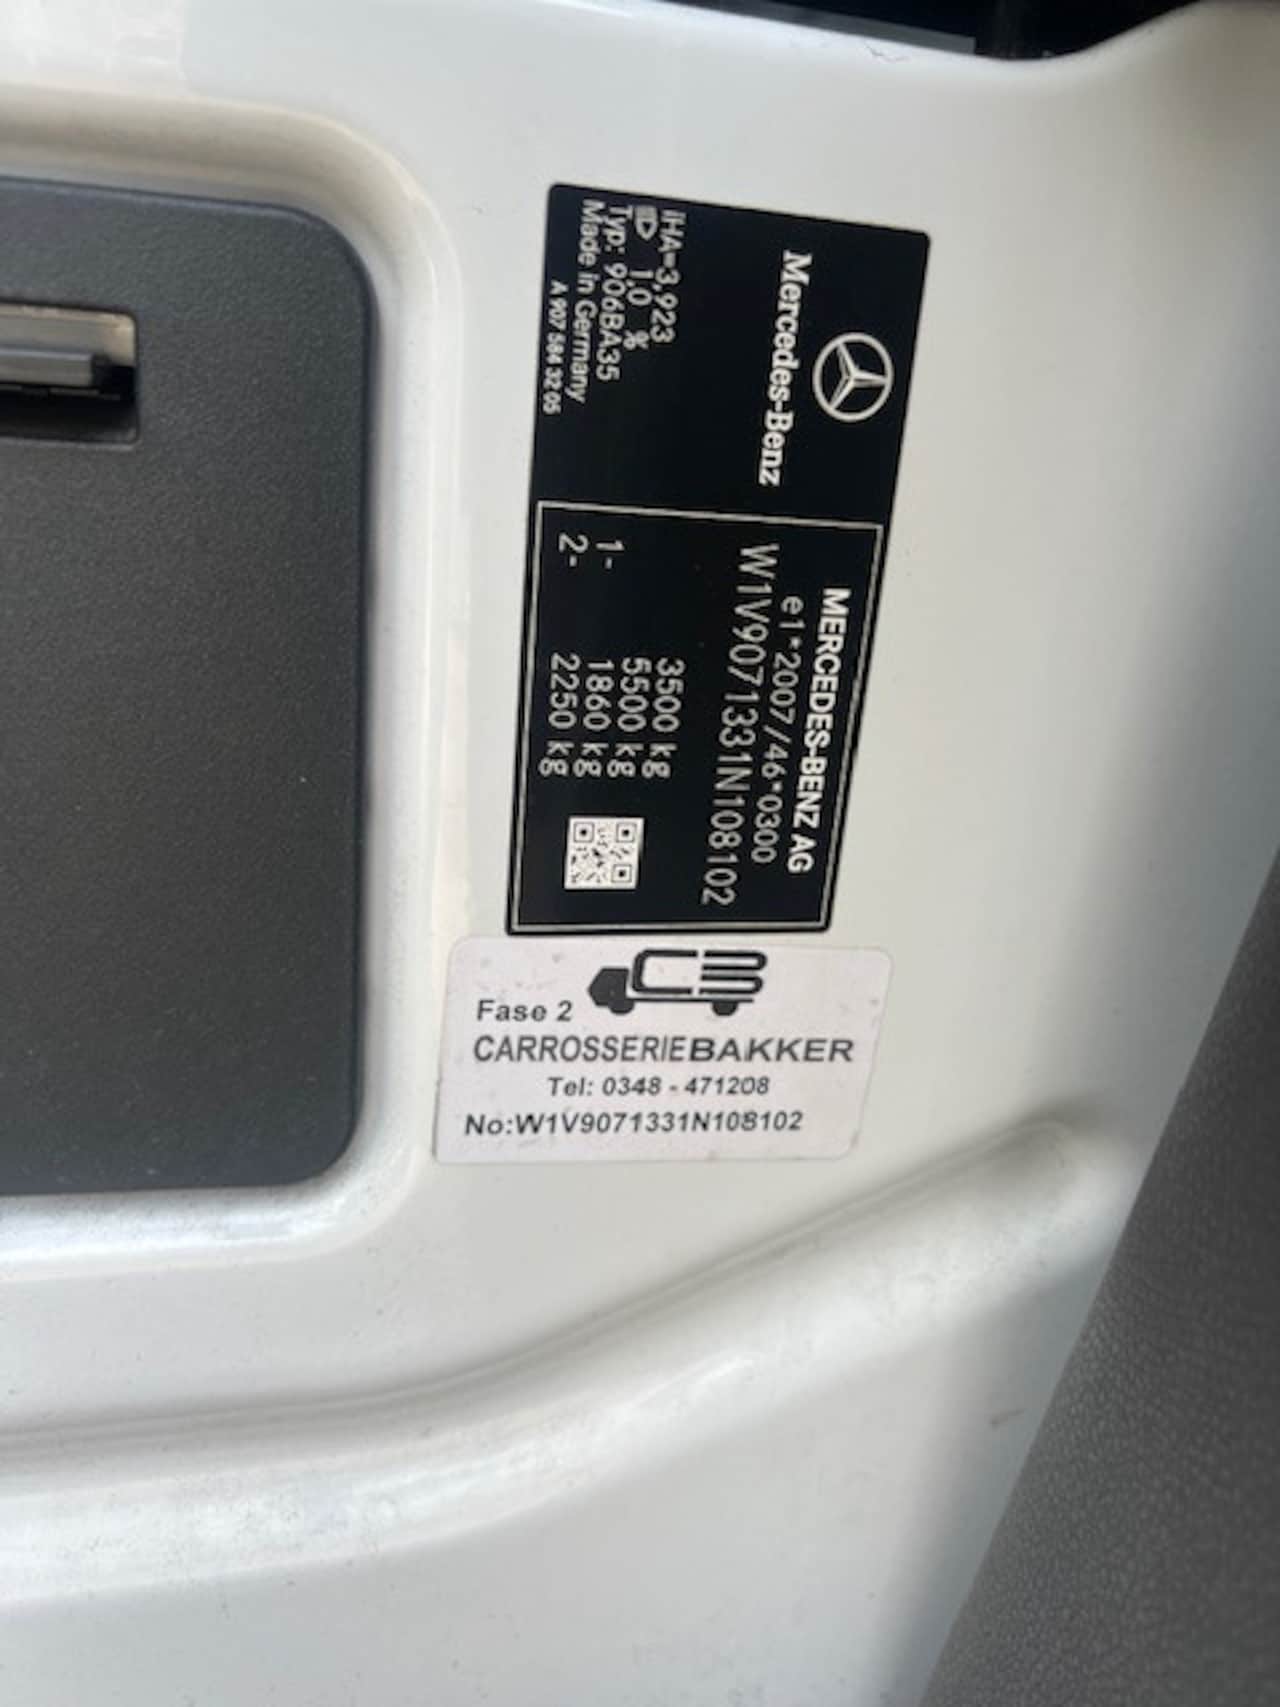 Mercedes-Benz
iHA=3,923
1,0 %
Typ: 906BA35
Made in Germany
A 907 584 32 05
MERCEDES-BENZ AG
e1*2007/46*0300
W1V9071331N108102
3500 kg
5500 kg
1- 1860 kg
2- 2250 kg
CB
Fase 2
CARROSSERIEBAKKER
Tel: 0348 - 471208
No:W1V9071331N108102